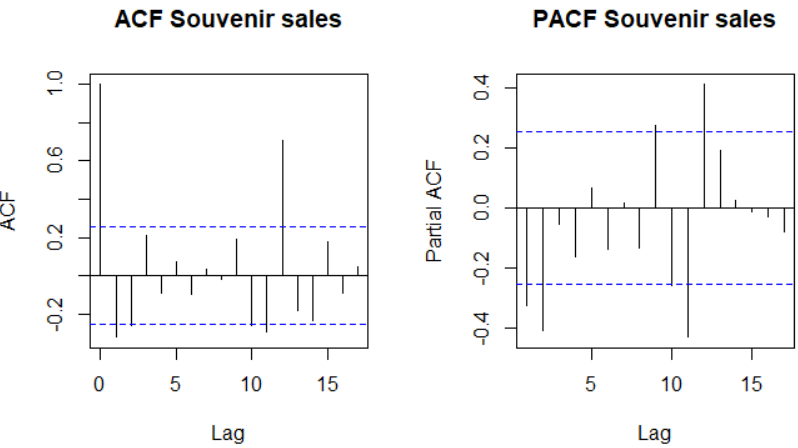 ACF Souvenir sales
ACF
1.0
0.6
0.2
-0.2
0 5 10 15
Lag
PACF Souvenir sales
Partial ACF
0.4
0.2
0.0
-0.2
-0.4
5 10 15
Lag